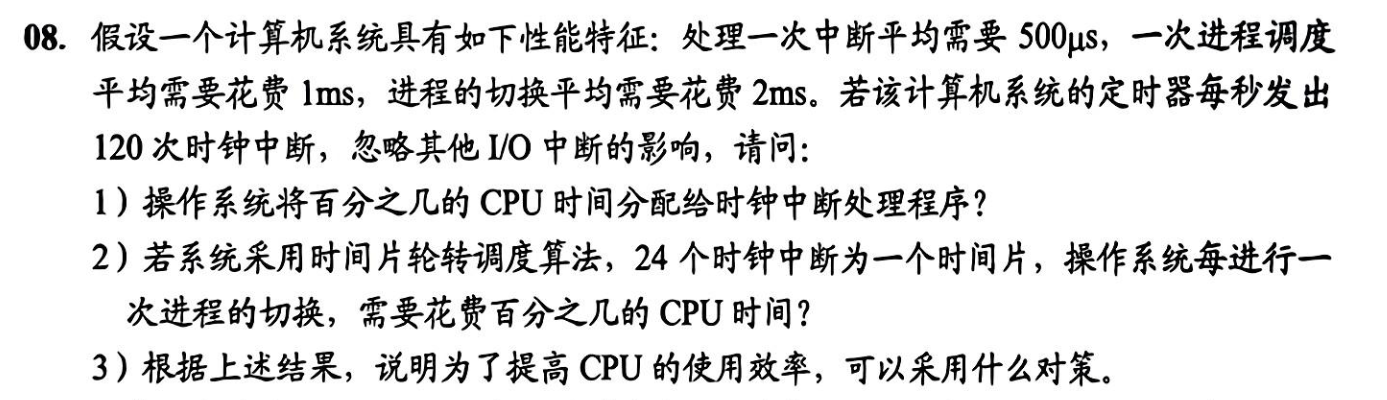 08. 假设一个计算机系统具有如下性能特征：处理一次中断平均需要 500μs，一次进程调度
平均需要花费 1ms，进程的切换平均需要花费 2ms。若该计算机系统的定时器每秒发出
120 次时钟中断，忽略其他 I/O 中断的影响，请问：
1）操作系统将百分之几的 CPU 时间分配给时钟中断处理程序？
2）若系统采用时间片轮转调度算法，24 个时钟中断为一个时间片，操作系统每进行一
次进程的切换，需要花费百分之几的 CPU 时间？
3）根据上述结果，说明为了提高 CPU 的使用效率，可以采用什么对策。